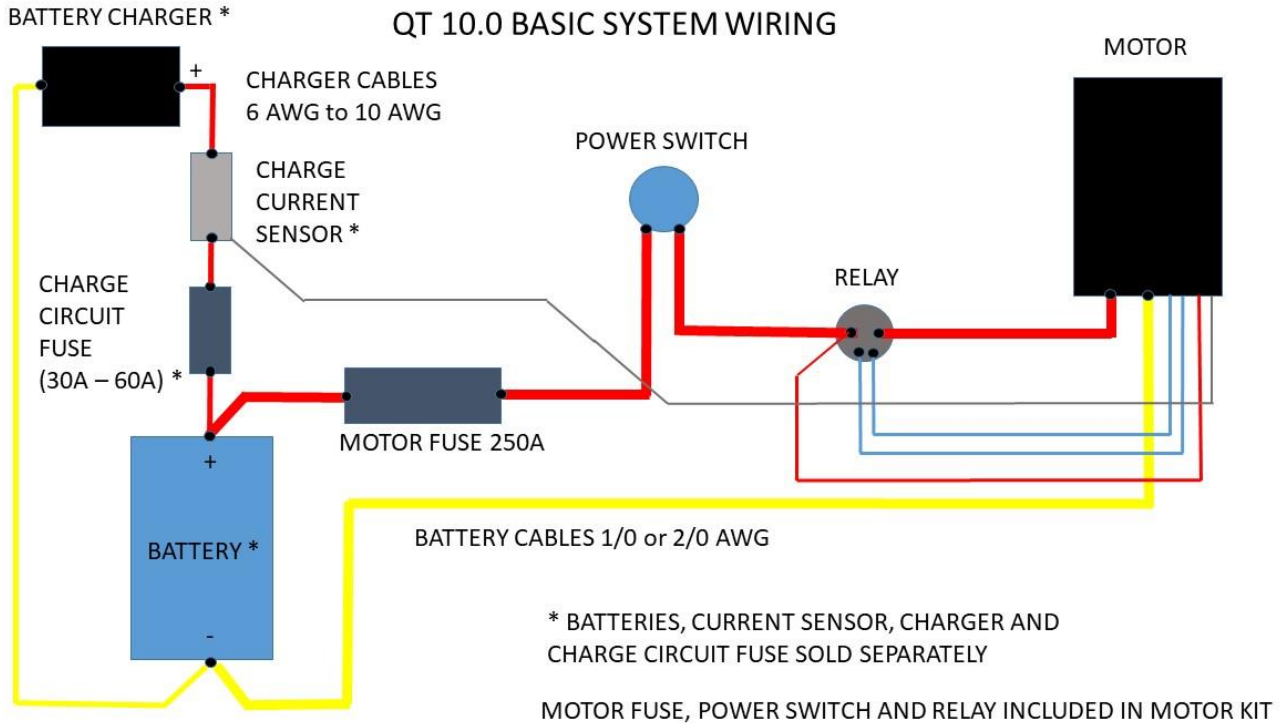 QT 10.0 BASIC SYSTEM WIRING
BATTERY CHARGER *
+
CHARGER CABLES
6 AWG to 10 AWG
MOTOR
POWER SWITCH
CHARGE
CURRENT
SENSOR *
CHARGE
CIRCUIT
FUSE
(30A – 60A) *
RELAY
MOTOR FUSE 250A
+
BATTERY *
-
BATTERY CABLES 1/0 or 2/0 AWG
* BATTERIES, CURRENT SENSOR, CHARGER AND
CHARGE CIRCUIT FUSE SOLD SEPARATELY
MOTOR FUSE, POWER SWITCH AND RELAY INCLUDED IN MOTOR KIT